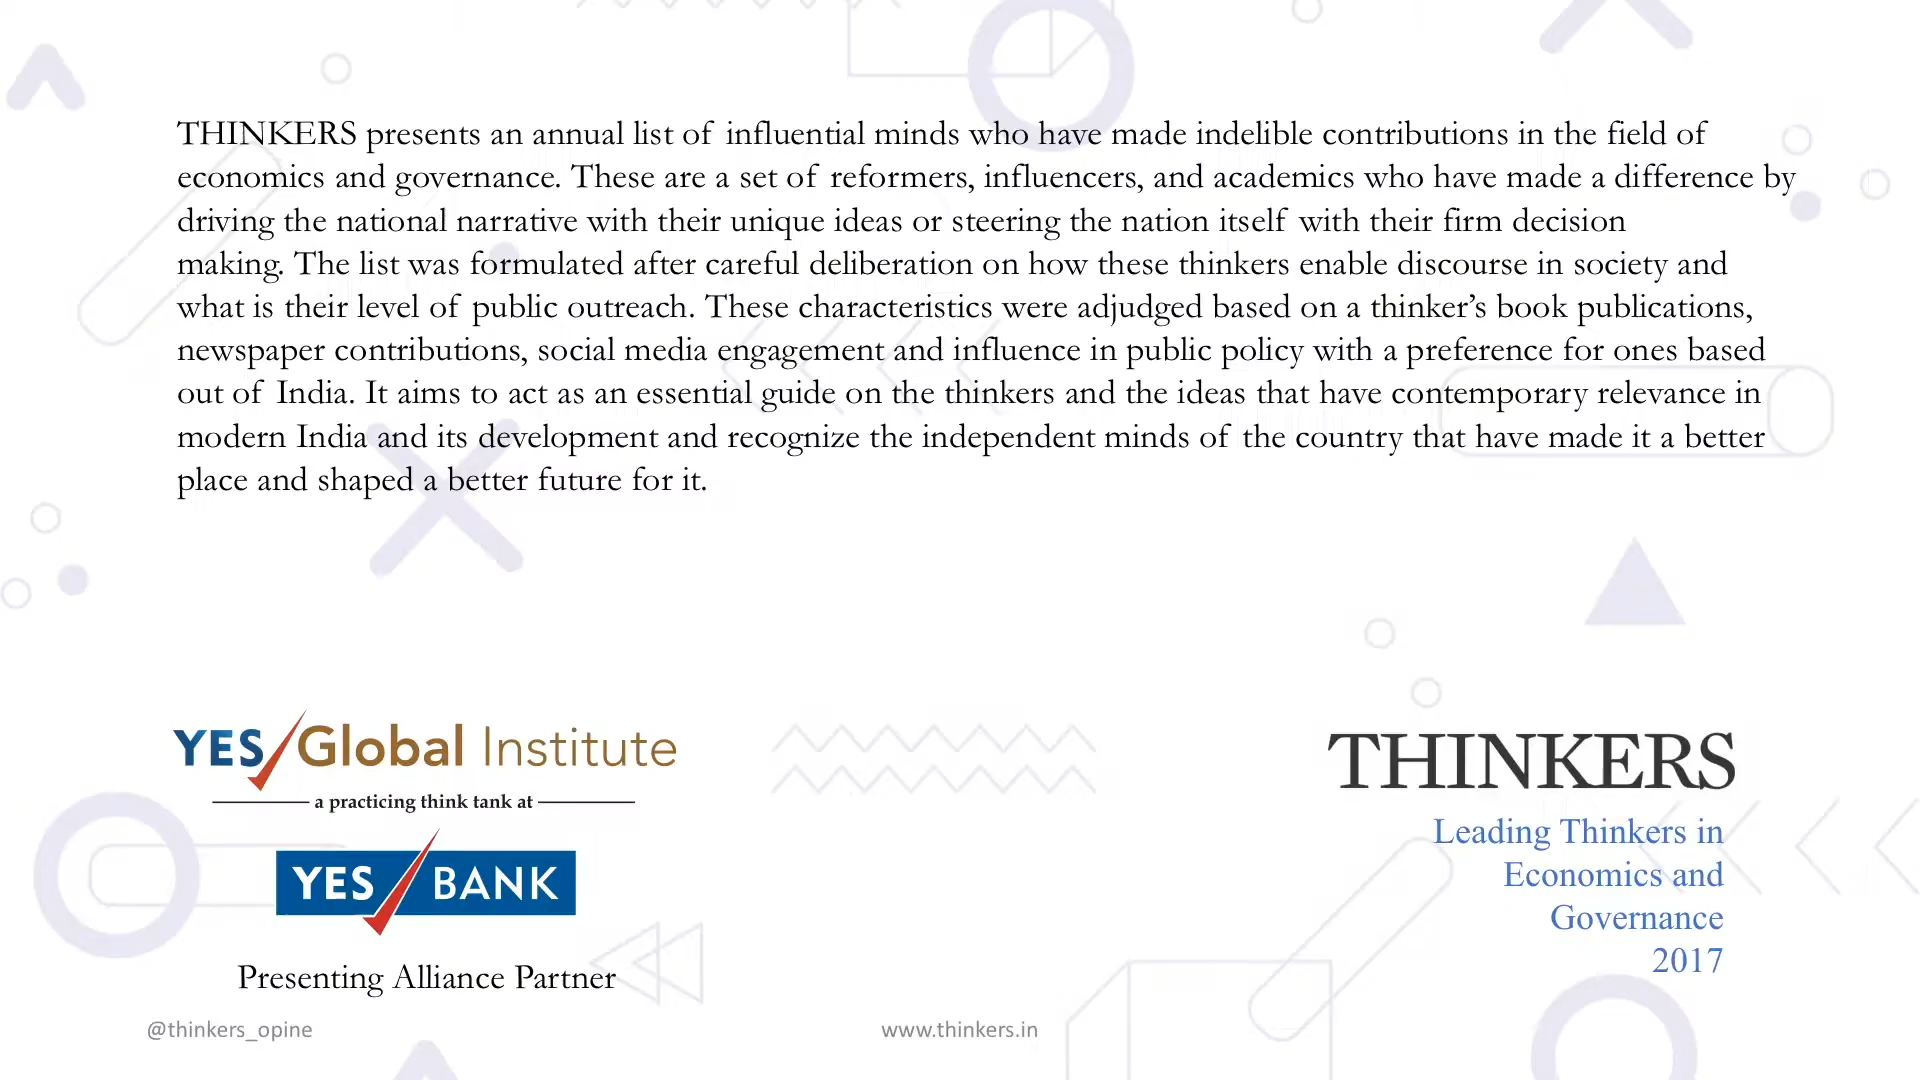 THINKERS presents an annual list of influential minds who have made indelible contributions in the field of
economics and governance. These are a set of reformers, influencers, and academics who have made a difference by
driving the national narrative with their unique ideas or steering the nation itself with their firm decision
making. The list was formulated after careful deliberation on how these thinkers enable discourse in society and
what is their level of public outreach. These characteristics were adjudged based on a thinker’s book publications,
newspaper contributions, social media engagement and influence in public policy with a preference for ones based
out of India. It aims to act as an essential guide on the thinkers and the ideas that have contemporary relevance in
modern India and its development and recognize the independent minds of the country that have made it a better
place and shaped a better future for it.
YES Global Institute
a practicing think tank at
YES BANK
Presenting Alliance Partner
THINKERS
Leading Thinkers in
Economics and
Governance
2017
@thinkers_opine
www.thinkers.in